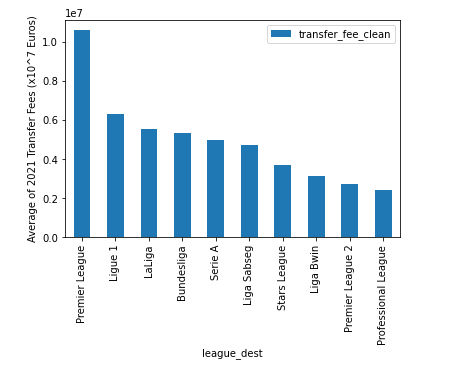 1e7
transfer_fee_clean
Average of 2021 Transfer Fees (x10^7 Euros)
1.0
0.8
0.6
0.4
0.2
0.0
Premier League
Ligue 1
LaLiga
Bundesliga
Serie A
Liga Sabseg
Stars League
Liga Bwin
Premier League 2
Professional League
league_dest